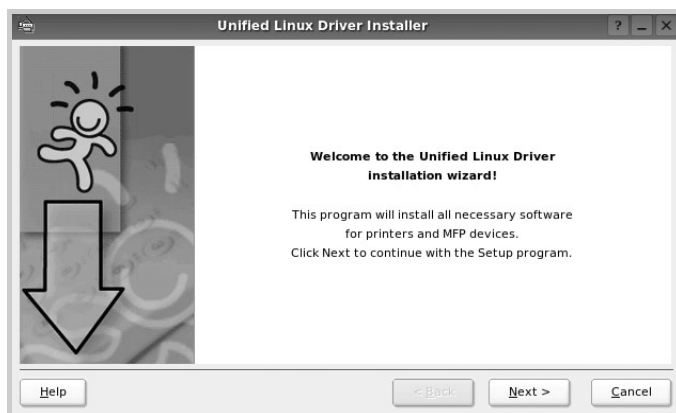 Unified Linux Driver Installer
Welcome to the Unified Linux Driver
installation wizard!
This program will install all necessary software
for printers and MFP devices.
Click Next to continue with the Setup program.
Help
< Back
Next >
Cancel